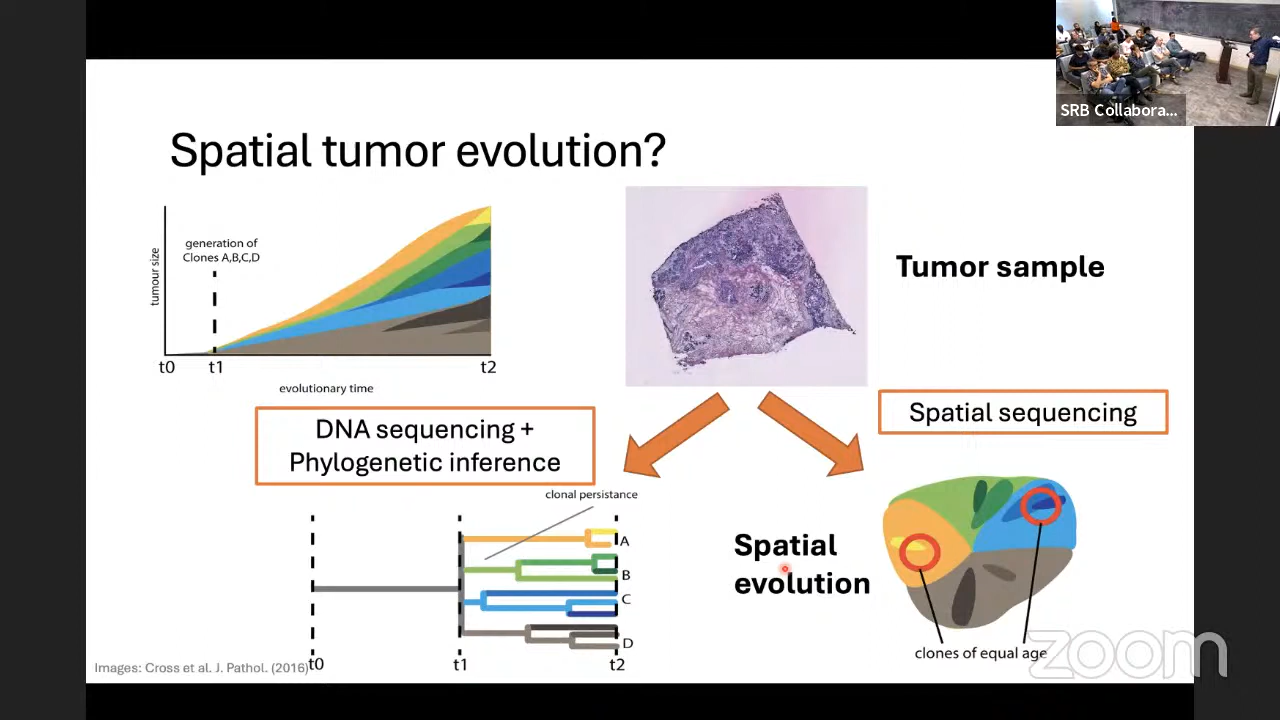 SRB Collabora...
Spatial tumor evolution?
tumour size
generation of
Clones A,B,C,D
t0
t1
t2
evolutionary time
Tumor sample
DNA sequencing +
Phylogenetic inference
Spatial sequencing
clonal persistance
A
B
C
D
t0
t1
t2
Spatial
evolution
clones of equal age
Images: Cross et al. J. Pathol. (2016)
zoom